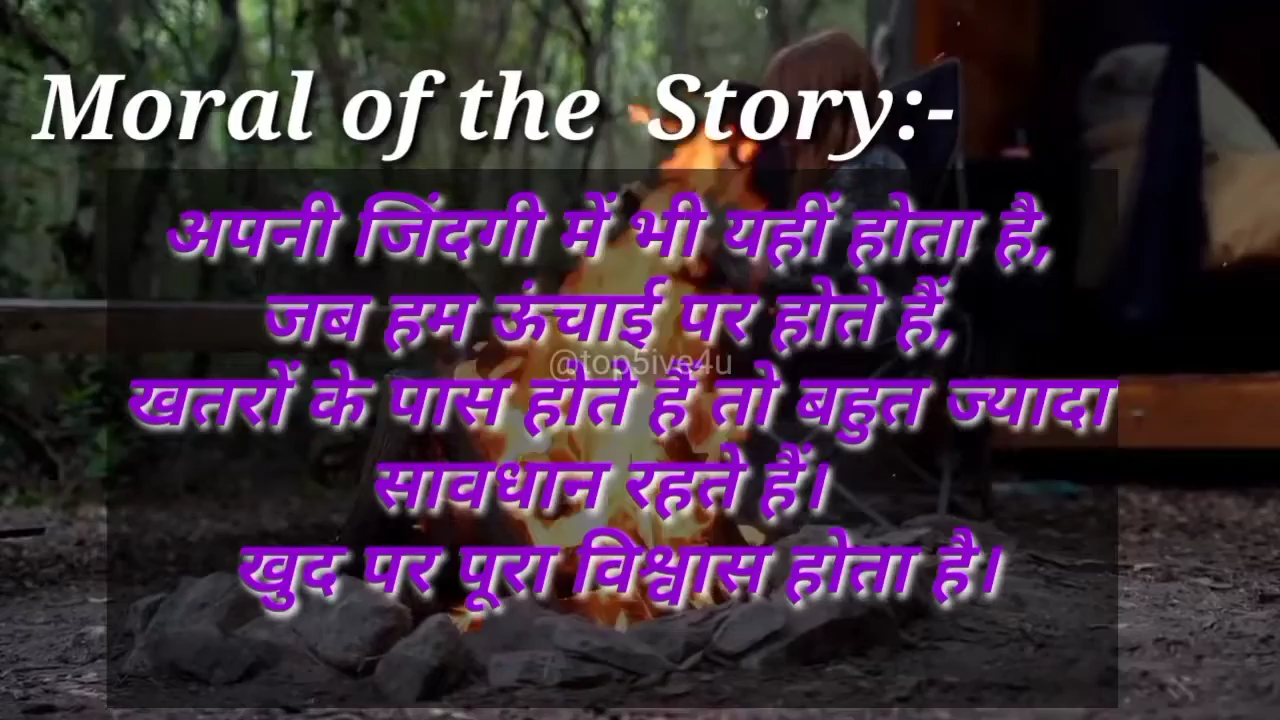 Moral of the Story:-
अपनी जिंदगी में भी यहीं होता है,
जब हम ऊंचाई पर होते हैं,
@top5ive4u
खतरों के पास होते हैं तो बहुत ज्यादा
सावधान रहते हैं।
खुद पर पूरा विश्वास होता है।